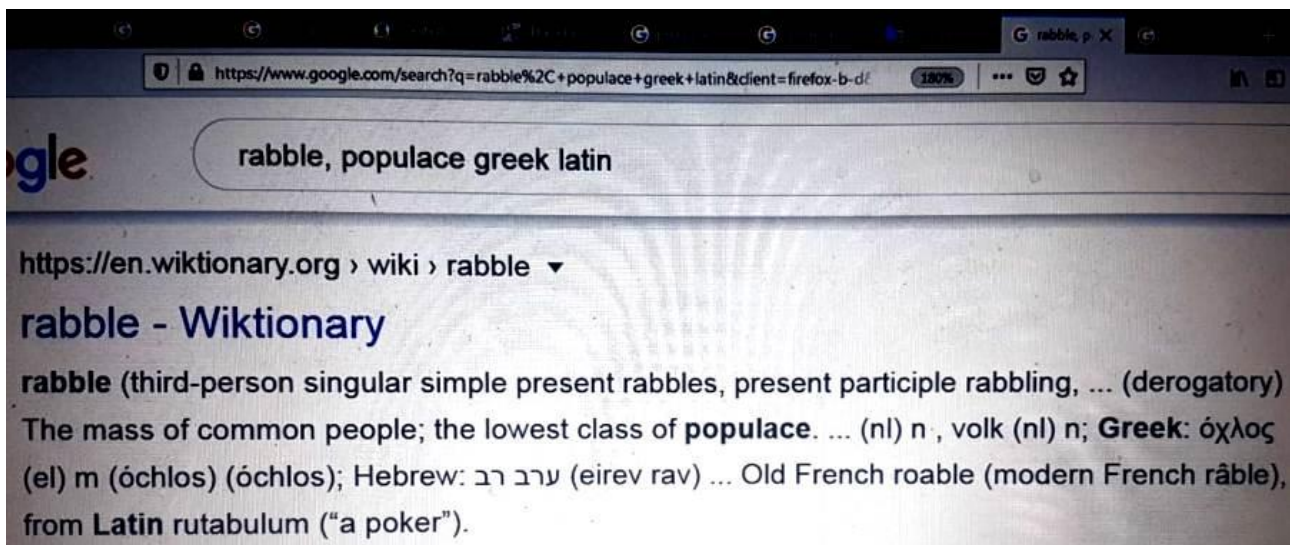 G rabble, p
https://www.google.com/search?q=rabble%2C+populace+greek+latin&client=firefox-b-d
180%
gle
rabble, populace greek latin
https://en.wiktionary.org › wiki › rabble
rabble - Wiktionary
rabble (third-person singular simple present rabbles, present participle rabbling, ... (derogatory)
The mass of common people; the lowest class of populace. ... (nl) n , volk (nl) n; Greek: όχλος
(el) m (óchlos) (óchlos); Hebrew: ערב רב (eirev rav) ... Old French roable (modern French râble),
from Latin rutabulum ("a poker").